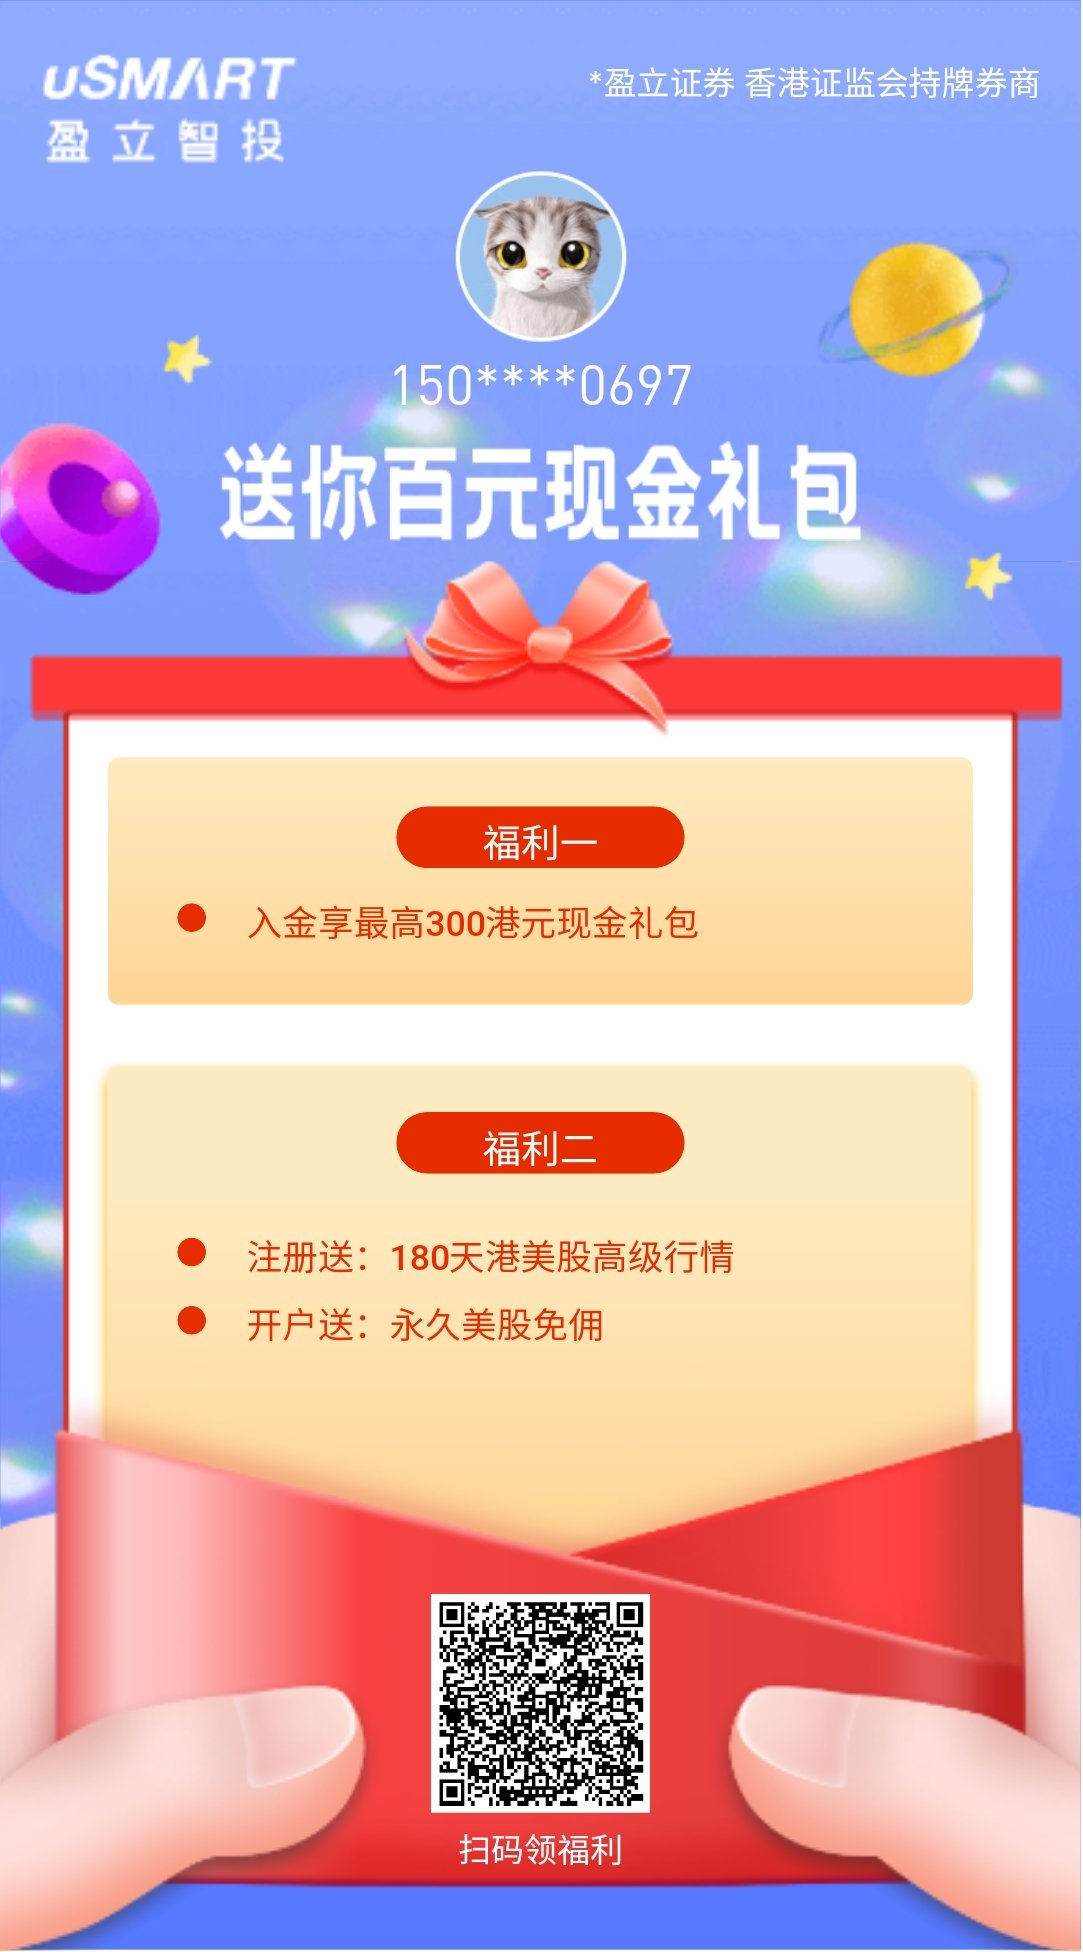 uSMART
盈立智投
*盈立证券 香港证监会持牌券商
150****0697
送你百元现金礼包
福利一
入金享最高300港元现金礼包
福利二
注册送：180天港美股高级行情
开户送：永久美股免佣
扫码领福利